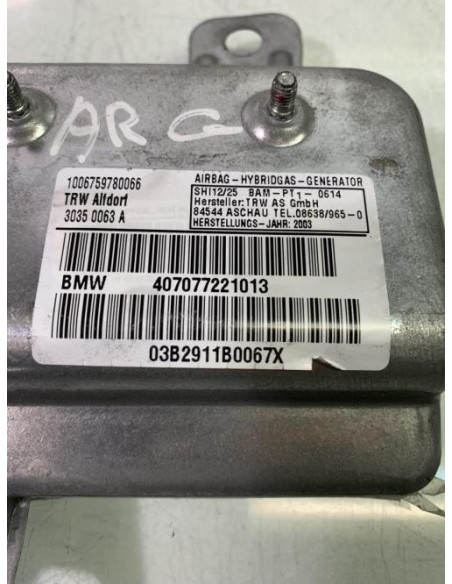 AR G
1006759780066
TRW Alfdorf
3035 0063 A
AIRBAG-HYBRIDGAS-GENERATOR
SHI12/25 BAM-PT1-0614
Hersteller:TRW AS GmbH
84544 ASCHAU TEL.08638/965-0
HERSTELLUNGS-JAHR:2003
BMW 407077221013
03B2911B0067X